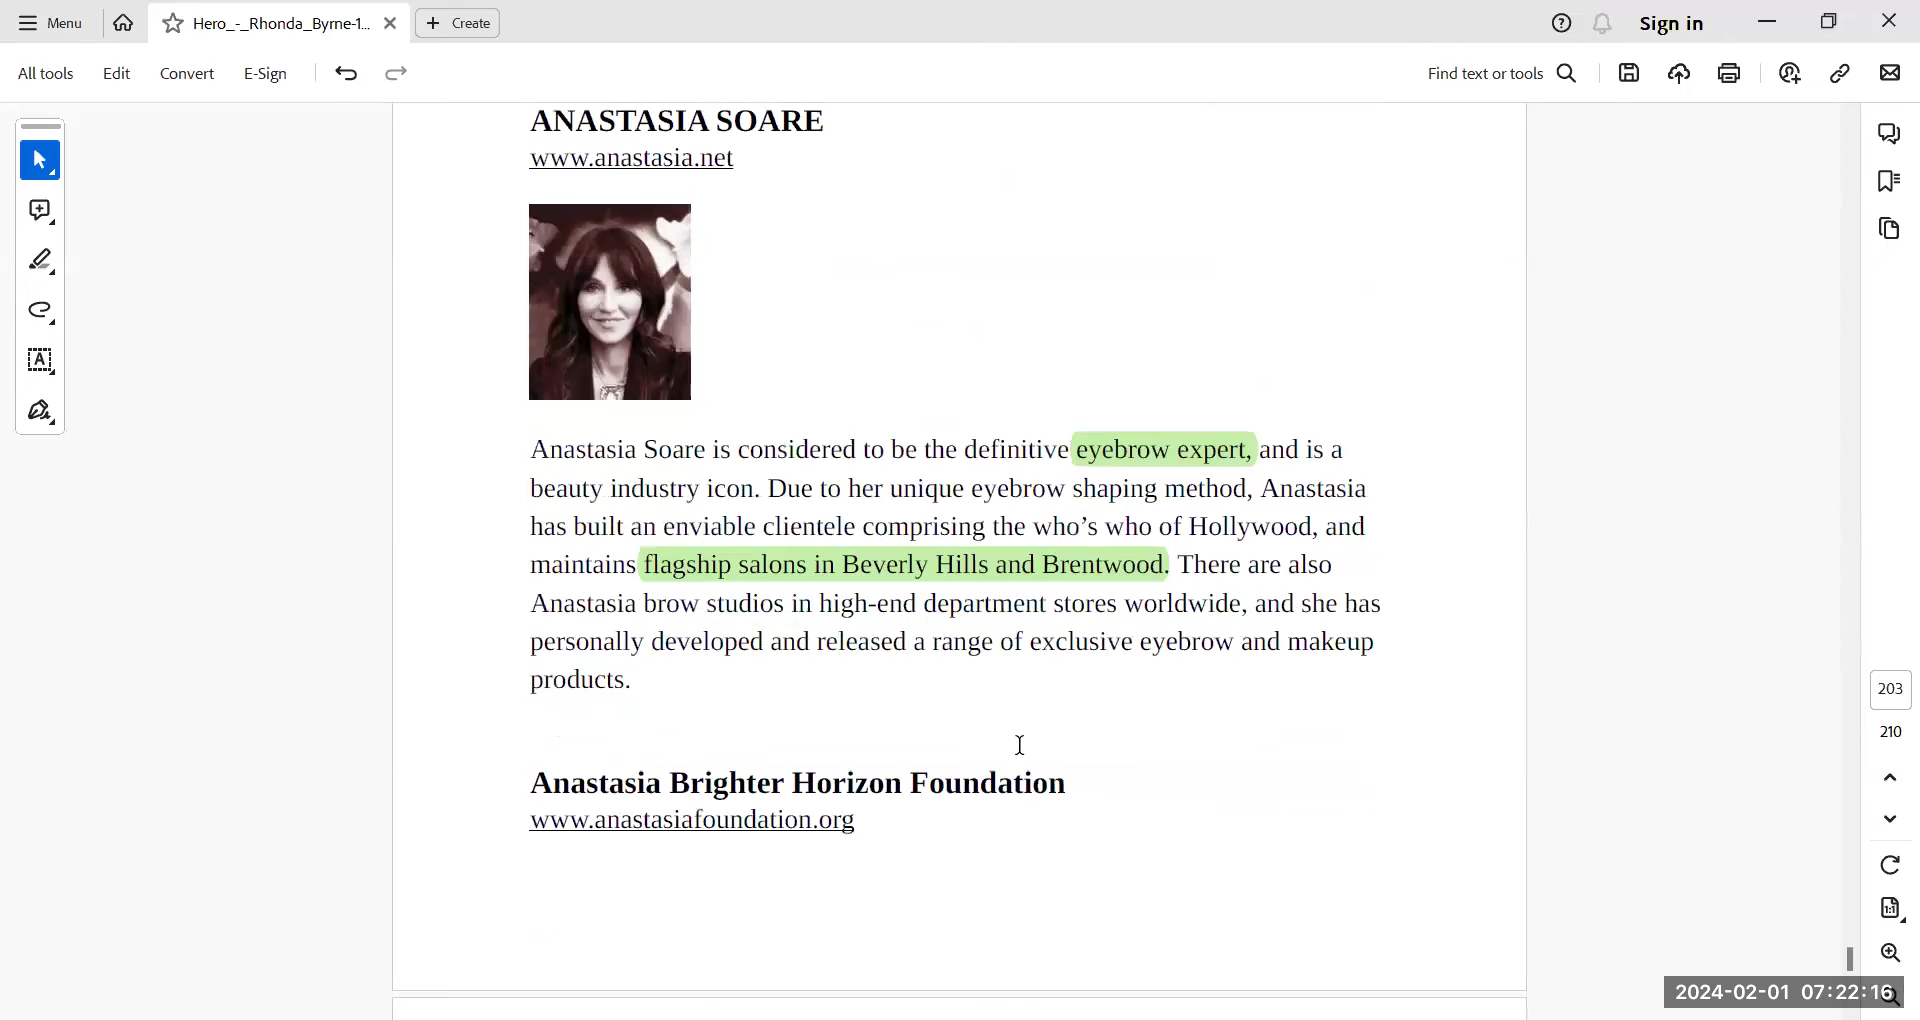 Menu
Hero_-_Rhonda_Byrne-1...
Create
Sign in
All tools
Edit
Convert
E-Sign
Find text or tools
ANASTASIA SOARE
www.anastasia.net
Anastasia Soare is considered to be the definitive eyebrow expert, and is a
beauty industry icon. Due to her unique eyebrow shaping method, Anastasia
has built an enviable clientele comprising the who’s who of Hollywood, and
maintains flagship salons in Beverly Hills and Brentwood. There are also
Anastasia brow studios in high-end department stores worldwide, and she has
personally developed and released a range of exclusive eyebrow and makeup
products.
Anastasia Brighter Horizon Foundation
www.anastasiafoundation.org
203
210
2024-02-01 07:22:16